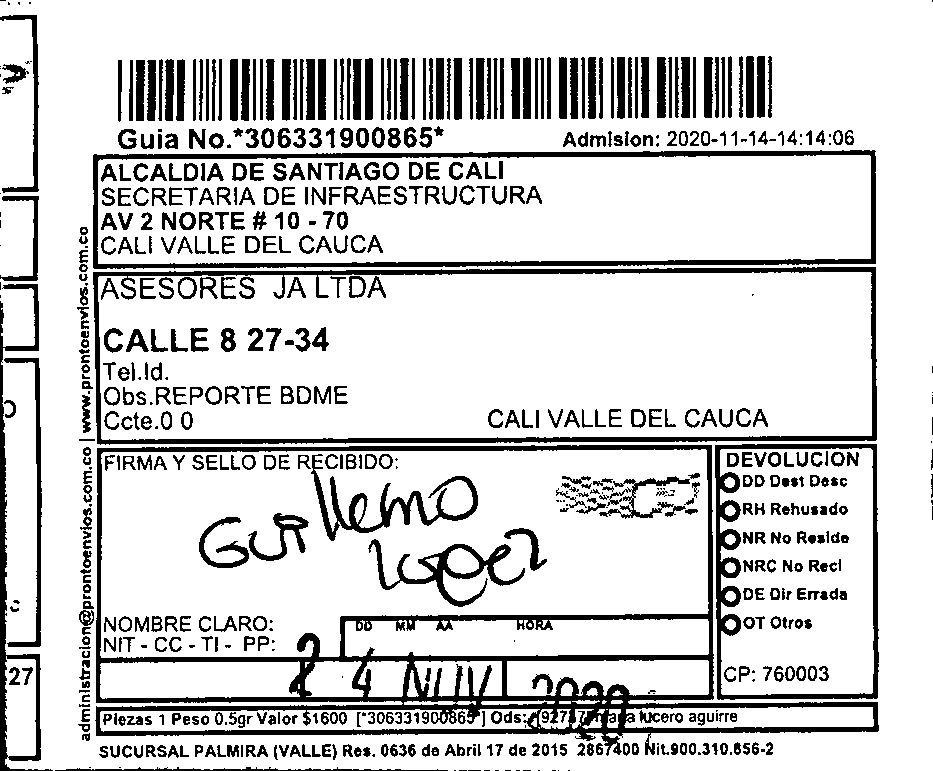 Guia No.*306331900865*
Admision: 2020-11-14-14:14:06
ALCALDIA DE SANTIAGO DE CALI
SECRETARIA DE INFRAESTRUCTURA
AV 2 NORTE # 10 - 70
CALI VALLE DEL CAUCA
ASESORES JA LTDA
CALLE 8 27-34
Tel.Id.
Obs.REPORTE BDME
Ccte.0 0
CALI VALLE DEL CAUCA
administracion@prontoenvios.com.co | www.prontoenvios.com.co
FIRMA Y SELLO DE RECIBIDO:
Guillemo
Lopez
NOMBRE CLARO:
NIT - CC - TI - PP:
DD MM AA HORA
2 4 NUV 2020
DEVOLUCION
DD Dest Desc
RH Rehusado
NR No Reside
NRC No Recl
DE Dir Errada
OT Otros
CP: 760003
27
Piezas 1 Peso 0.5gr Valor $1600 [*306331900865*] Ods: lucero aguirre
SUCURSAL PALMIRA (VALLE) Res. 0636 de Abril 17 de 2015 2867400 Nit.900.310.856-2